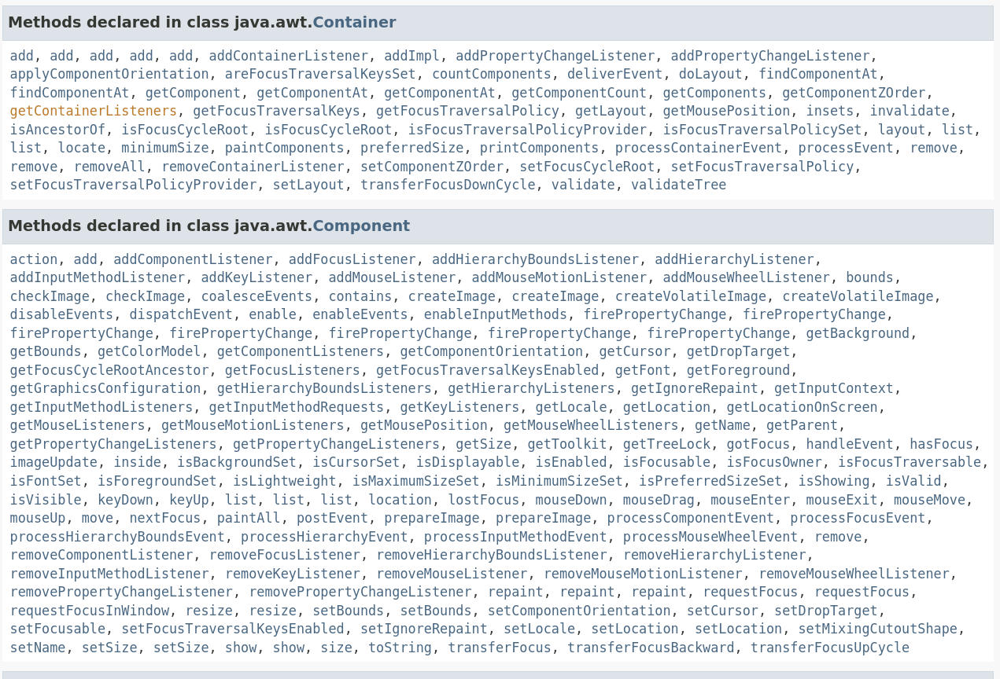 Methods declared in class java.awt.Container
add, add, add, add, add, addContainerListener, addImpl, addPropertyChangeListener, addPropertyChangeListener,
applyComponentOrientation, areFocusTraversalKeysSet, countComponents, deliverEvent, doLayout, findComponentAt,
findComponentAt, getComponent, getComponentAt, getComponentAt, getComponentCount, getComponents, getComponentZOrder,
getContainerListeners, getFocusTraversalKeys, getFocusTraversalPolicy, getLayout, getMousePosition, insets, invalidate,
isAncestorOf, isFocusCycleRoot, isFocusCycleRoot, isFocusTraversalPolicyProvider, isFocusTraversalPolicySet, layout, list,
list, locate, minimumSize, paintComponents, preferredSize, printComponents, processContainerEvent, processEvent, remove,
remove, removeAll, removeContainerListener, setComponentZOrder, setFocusCycleRoot, setFocusTraversalPolicy,
setFocusTraversalPolicyProvider, setLayout, transferFocusDownCycle, validate, validateTree
Methods declared in class java.awt.Component
action, add, addComponentListener, addFocusListener, addHierarchyBoundsListener, addHierarchyListener,
addInputMethodListener, addKeyListener, addMouseListener, addMouseMotionListener, addMouseWheelListener, bounds,
checkImage, checkImage, coalesceEvents, contains, createImage, createImage, createVolatileImage, createVolatileImage,
disableEvents, dispatchEvent, enable, enableEvents, enableInputMethods, firePropertyChange, firePropertyChange,
firePropertyChange, firePropertyChange, firePropertyChange, firePropertyChange, firePropertyChange, getBackground,
getBounds, getColorModel, getComponentListeners, getComponentOrientation, getCursor, getDropTarget,
getFocusCycleRootAncestor, getFocusListeners, getFocusTraversalKeysEnabled, getFont, getForeground,
getGraphicsConfiguration, getHierarchyBoundsListeners, getHierarchyListeners, getIgnoreRepaint, getInputContext,
getInputMethodListeners, getInputMethodRequests, getKeyListeners, getLocale, getLocation, getLocationOnScreen,
getMouseListeners, getMouseMotionListeners, getMousePosition, getMouseWheelListeners, getName, getParent,
getPropertyChangeListeners, getPropertyChangeListeners, getSize, getToolkit, getTreeLock, gotFocus, handleEvent, hasFocus,
imageUpdate, inside, isBackgroundSet, isCursorSet, isDisplayable, isEnabled, isFocusable, isFocusOwner, isFocusTraversable,
isFontSet, isForegroundSet, isLightweight, isMaximumSizeSet, isMinimumSizeSet, isPreferredSizeSet, isShowing, isValid,
isVisible, keyDown, keyUp, list, list, list, location, lostFocus, mouseDown, mouseDrag, mouseEnter, mouseExit, mouseMove,
mouseUp, move, nextFocus, paintAll, postEvent, prepareImage, prepareImage, processComponentEvent, processFocusEvent,
processHierarchyBoundsEvent, processHierarchyEvent, processInputMethodEvent, processMouseWheelEvent, remove,
removeComponentListener, removeFocusListener, removeHierarchyBoundsListener, removeHierarchyListener,
removeInputMethodListener, removeKeyListener, removeMouseListener, removeMouseMotionListener, removeMouseWheelListener,
removePropertyChangeListener, removePropertyChangeListener, repaint, repaint, repaint, requestFocus, requestFocus,
requestFocusInWindow, resize, resize, setBounds, setBounds, setComponentOrientation, setCursor, setDropTarget,
setFocusable, setFocusTraversalKeysEnabled, setIgnoreRepaint, setLocale, setLocation, setLocation, setMixingCutoutShape,
setName, setSize, setSize, show, show, size, toString, transferFocus, transferFocusBackward, transferFocusUpCycle